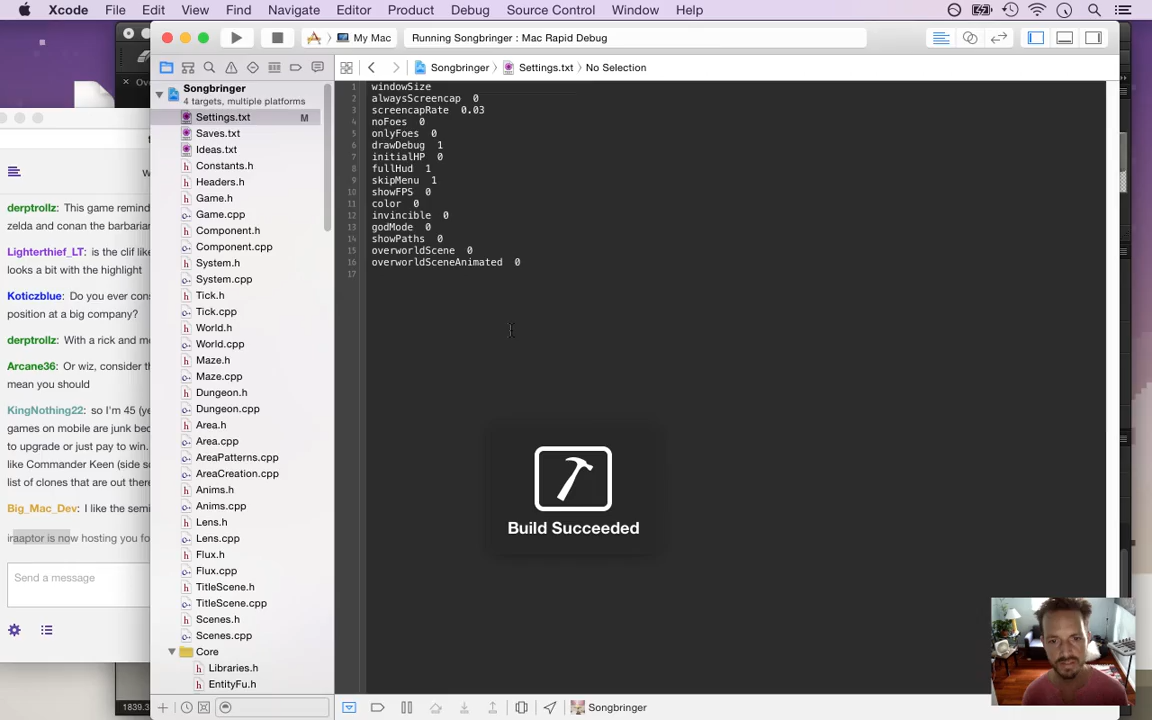 Xcode File Edit View Find Navigate Editor Product Debug Source Control Window Help
My Mac
Running Songbringer : Mac Rapid Debug
Songbringer Settings.txt No Selection
Songbringer
4 targets, multiple platforms
Settings.txt M
Saves.txt
Ideas.txt
Constants.h
Headers.h
Game.h
Game.cpp
Component.h
Component.cpp
System.h
System.cpp
Tick.h
Tick.cpp
World.h
World.cpp
Maze.h
Maze.cpp
Dungeon.h
Dungeon.cpp
Area.h
Area.cpp
AreaPatterns.cpp
AreaCreation.cpp
Anims.h
Anims.cpp
Lens.h
Lens.cpp
Flux.h
Flux.cpp
TitleScene.h
TitleScene.cpp
Scenes.h
Scenes.cpp
Core
Libraries.h
EntityFu.h
1 windowSize
2 alwaysScreencap 0
3 screencapRate 0.03
4 noFoes 0
5 onlyFoes 0
6 drawDebug 1
7 initialHP 0
8 fullHud 1
9 skipMenu 1
10 showFPS 0
11 color 0
12 invincible 0
13 godMode 0
14 showPaths 0
15 overworldScene 0
16 overworldSceneAnimated 0
17
Build Succeeded
derptrollz: This game remind
zelda and conan the barbarian
Lighterthief_LT: is the clif like
looks a bit with the highlight
Koticzblue: Do you ever cons
position at a big company?
derptrollz: With a rick and mo
Arcane36: Or wiz, consider th
mean you should
KingNothing22: so I'm 45 (ye
games on mobile are junk bec
to upgrade or just pay to win.
like Commander Keen (side sc
list of clones that are out there
Big_Mac_Dev: I like the semi
iraaptor is now hosting you fo
Send a message
1839.3
Songbringer